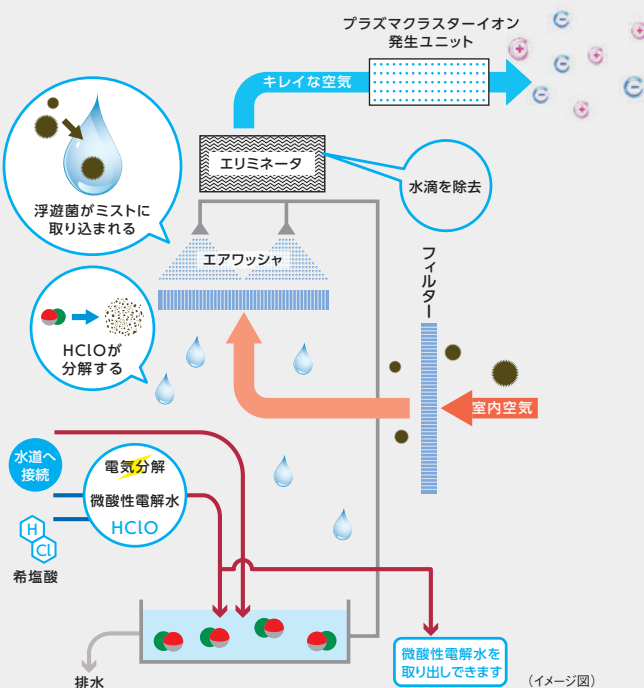 プラズマクラスターイオン
発生ユニット
キレイな空気
エリミネータ
水滴を除去
浮遊菌がミストに
取り込まれる
エアワッシャ
フィルター
HClOが
分解する
室内空気
水道へ
接続
電気分解
微酸性電解水
HClO
H
Cl
希塩酸
排水
微酸性電解水を
取り出しできます
（イメージ図）